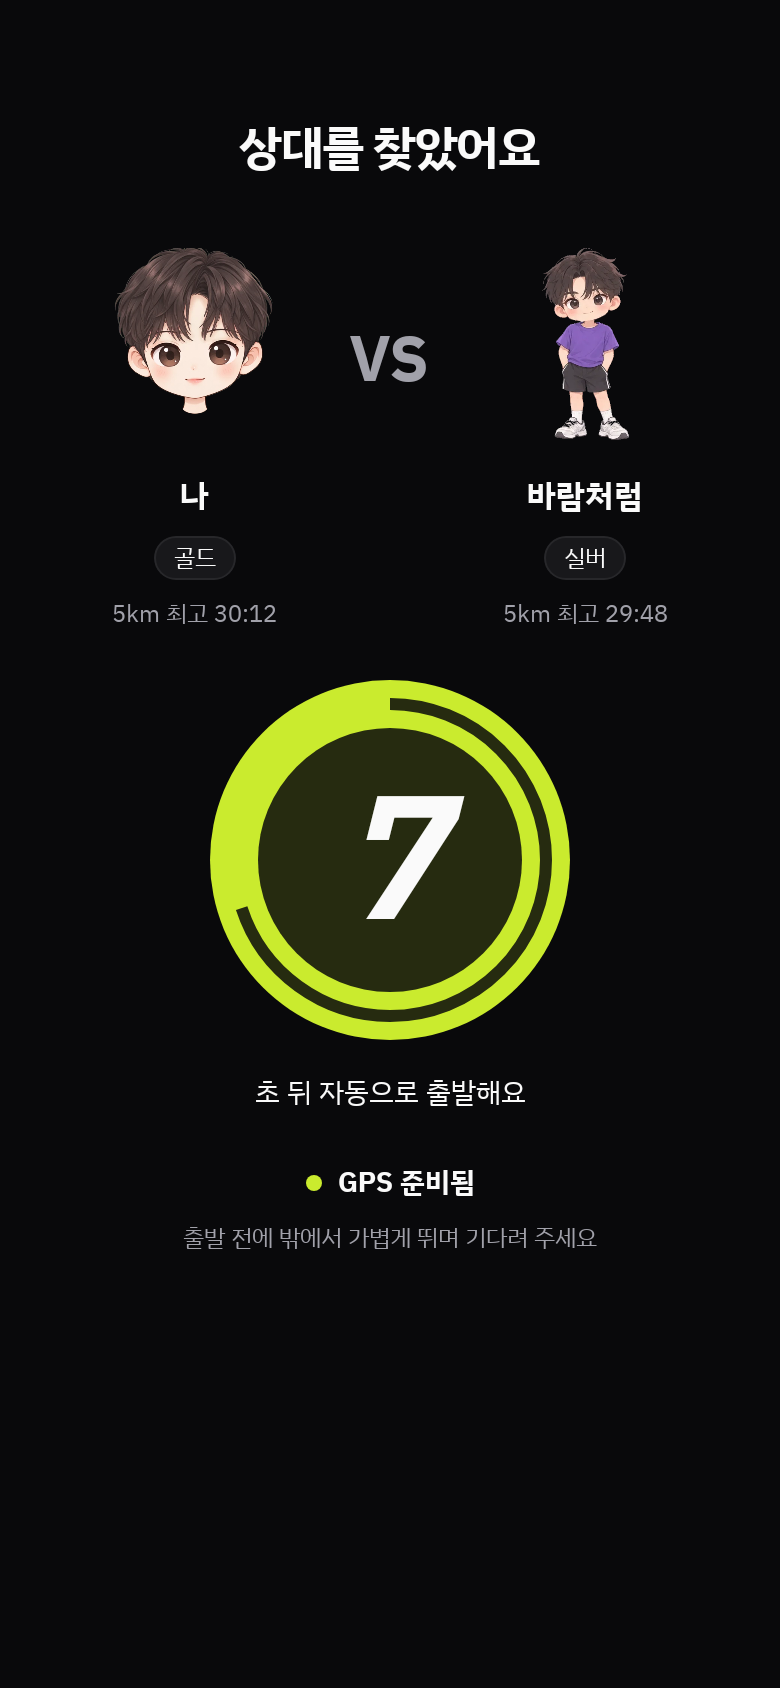 상대를 찾았어요
VS
나
바람처럼
골드
실버
5km 최고 30:12
5km 최고 29:48
7
초 뒤 자동으로 출발해요
GPS 준비됨
출발 전에 밖에서 가볍게 뛰며 기다려 주세요